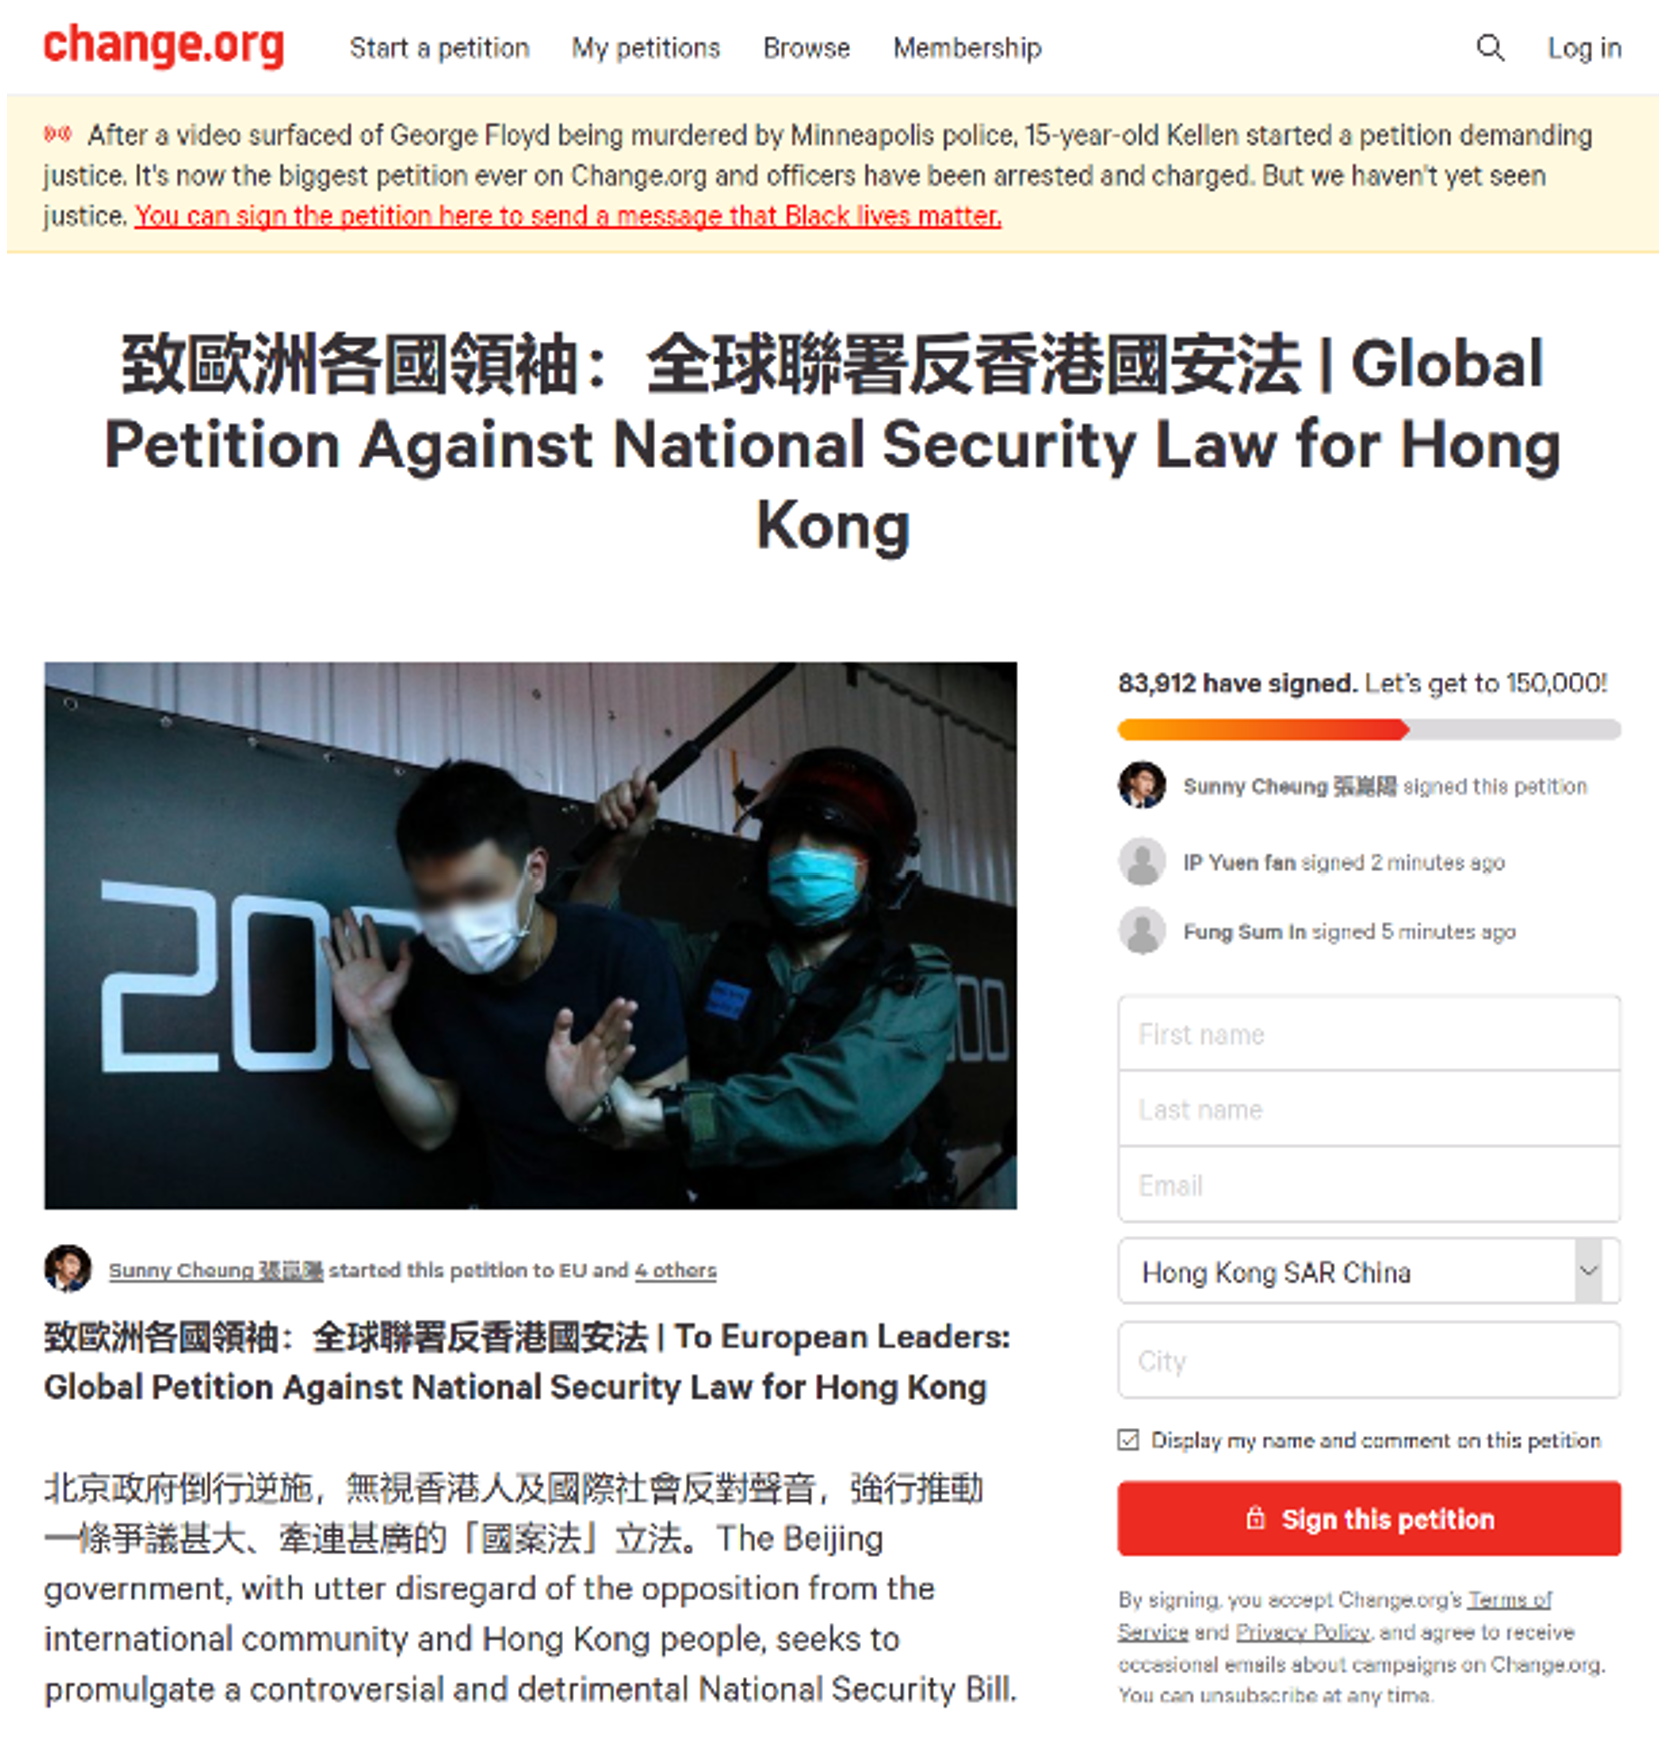 change.org
Start a petition
My petitions
Browse
Membership
Log in
After a video surfaced of George Floyd being murdered by Minneapolis police, 15-year-old Kellen started a petition demanding
justice. It's now the biggest petition ever on Change.org and officers have been arrested and charged. But we haven't yet seen
justice. You can sign the petition here to send a message that Black lives matter.
致歐洲各國領袖：全球聯署反香港國安法 | Global
Petition Against National Security Law for Hong
Kong
200
000
Sunny Cheung 張崑陽 started this petition to EU and 4 others
致歐洲各國領袖：全球聯署反香港國安法 | To European Leaders:
Global Petition Against National Security Law for Hong Kong
北京政府倒行逆施，無視香港人及國際社會反對聲音，強行推動
一條爭議甚大、牽連甚廣的「國案法」立法。The Beijing
government, with utter disregard of the opposition from the
international community and Hong Kong people, seeks to
promulgate a controversial and detrimental National Security Bill.
83,912 have signed. Let's get to 150,000!
Sunny Cheung 張崑陽 signed this petition
IP Yuen fan signed 2 minutes ago
Fung Sum In signed 5 minutes ago
First name
Last name
Email
Hong Kong SAR China
City
Display my name and comment on this petition
Sign this petition
By signing, you accept Change.org's Terms of
Service and Privacy Policy, and agree to receive
occasional emails about campaigns on Change.org.
You can unsubscribe at any time.